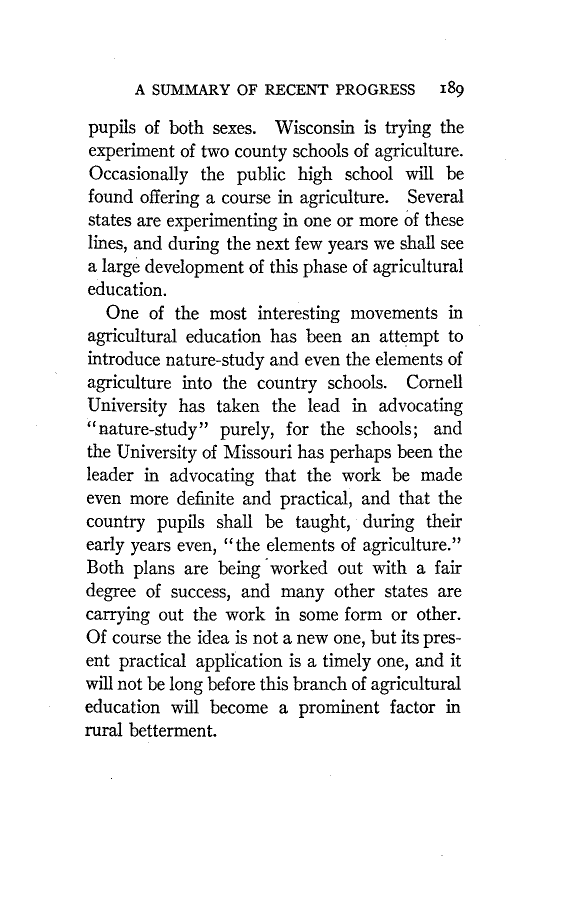 A SUMMARY OF RECENT PROGRESS 189
pupils of both sexes. Wisconsin is trying the
experiment of two county schools of agriculture.
Occasionally the public high school will be
found offering a course in agriculture. Several
states are experimenting in one or more of these
lines, and during the next few years we shall see
a large development of this phase of agricultural
education.
One of the most interesting movements in
agricultural education has been an attempt to
introduce nature-study and even the elements of
agriculture into the country schools. Cornell
University has taken the lead in advocating
"nature-study" purely, for the schools; and
the University of Missouri has perhaps been the
leader in advocating that the work be made
even more definite and practical, and that the
country pupils shall be taught, during their
early years even, "the elements of agriculture."
Both plans are being worked out with a fair
degree of success, and many other states are
carrying out the work in some form or other.
Of course the idea is not a new one, but its pres-
ent practical application is a timely one, and it
will not be long before this branch of agricultural
education will become a prominent factor in
rural betterment.